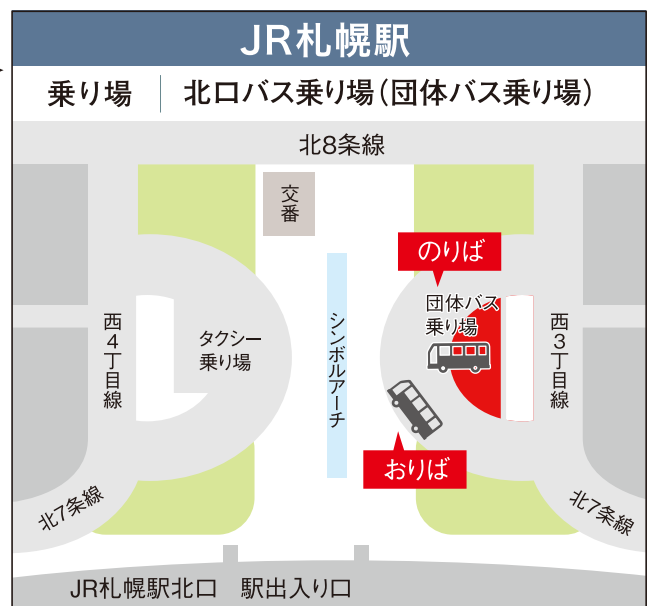 JR札幌駅
乗り場
北口バス乗り場(団体バス乗り場)
北8条線
交番
のりば
団体バス
乗り場
西4丁目線
タクシー
乗り場
シンボルアーチ
西3丁目線
おりば
北7条線
北7条線
JR札幌駅北口 駅出入り口